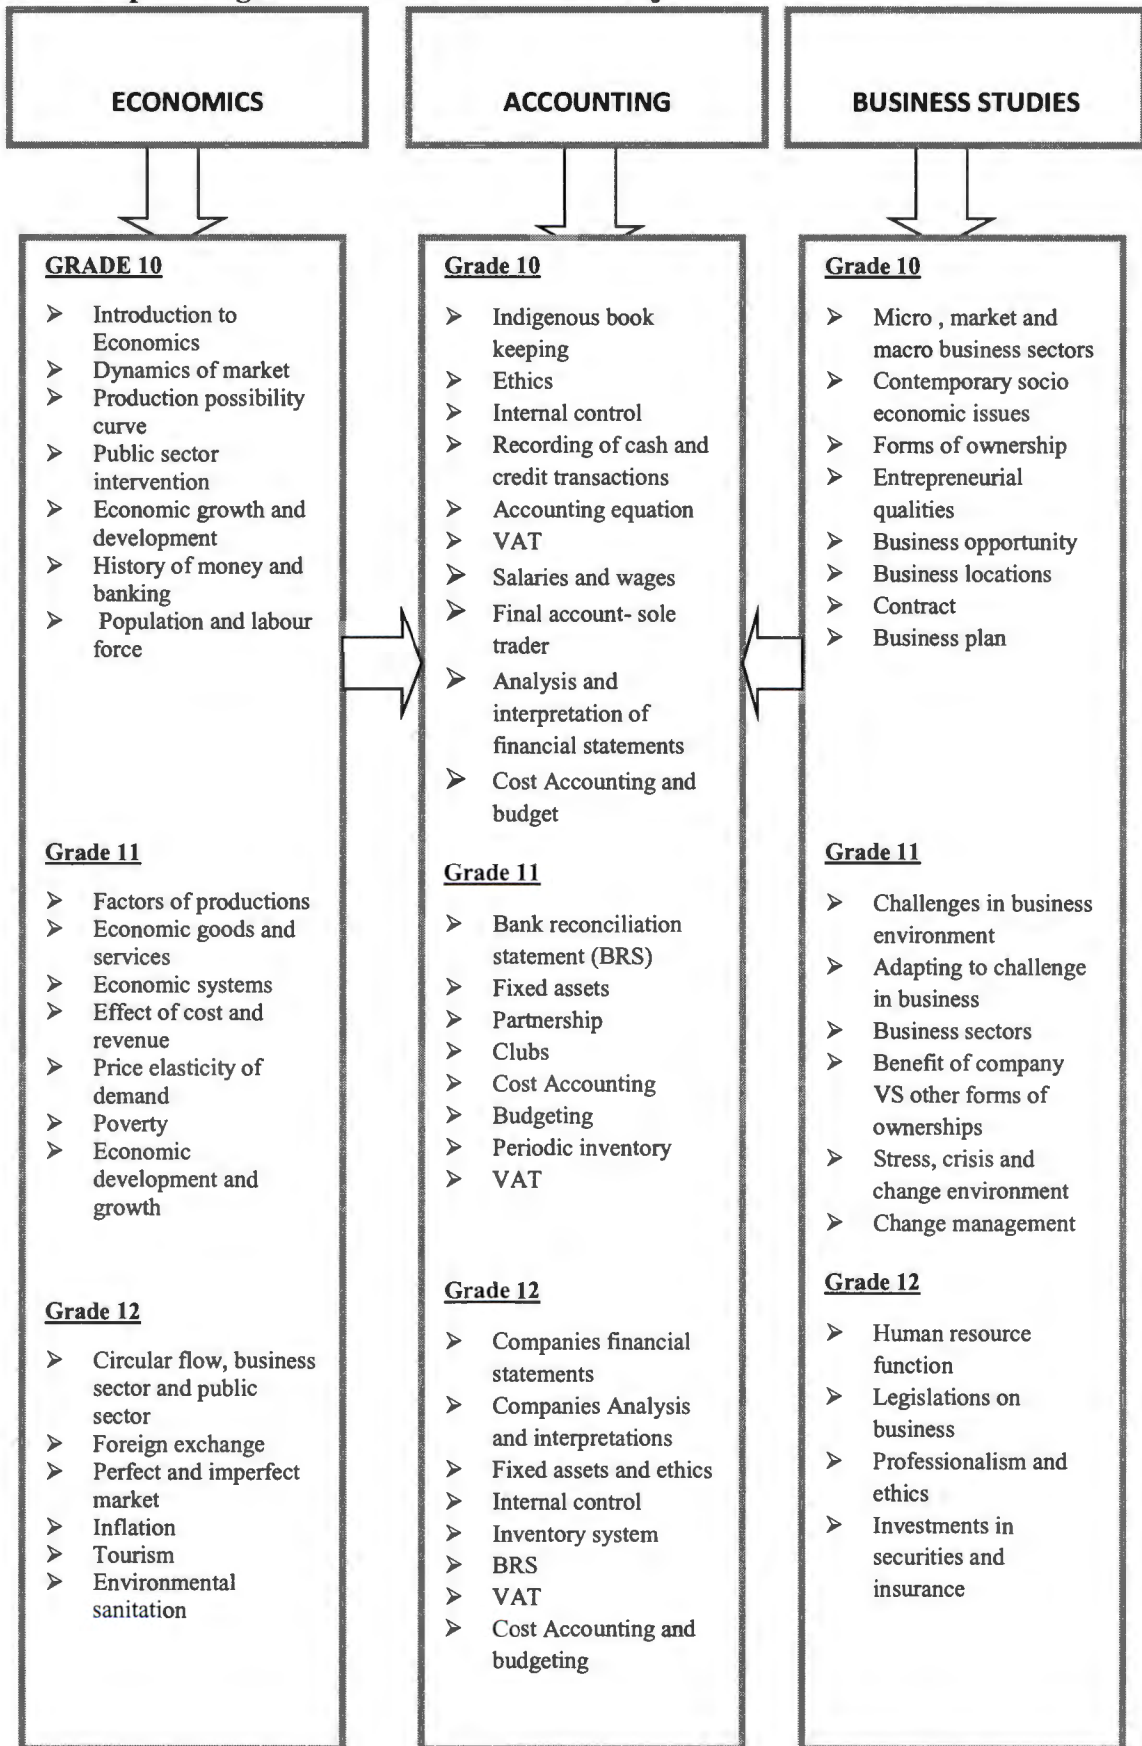 ECONOMICS
GRADE 10
➢ Introduction to
Economics
➢ Dynamics of market
➢ Production possibility
curve
➢ Public sector
intervention
➢ Economic growth and
development
➢ History of money and
banking
➢ Population and labour
force
Grade 11
➢ Factors of productions
➢ Economic goods and
services
➢ Economic systems
➢ Effect of cost and
revenue
➢ Price elasticity of
demand
➢ Poverty
➢ Economic
development and
growth
Grade 12
➢ Circular flow, business
sector and public
sector
➢ Foreign exchange
➢ Perfect and imperfect
market
➢ Inflation
➢ Tourism
➢ Environmental
sanitation
ACCOUNTING
Grade 10
➢ Indigenous book
keeping
➢ Ethics
➢ Internal control
➢ Recording of cash and
credit transactions
➢ Accounting equation
➢ VAT
➢ Salaries and wages
➢ Final account- sole
trader
➢ Analysis and
interpretation of
financial statements
➢ Cost Accounting and
budget
Grade 11
➢ Bank reconciliation
statement (BRS)
➢ Fixed assets
➢ Partnership
➢ Clubs
➢ Cost Accounting
➢ Budgeting
➢ Periodic inventory
➢ VAT
Grade 12
➢ Companies financial
statements
➢ Companies Analysis
and interpretations
➢ Fixed assets and ethics
➢ Internal control
➢ Inventory system
➢ BRS
➢ VAT
➢ Cost Accounting and
budgeting
BUSINESS STUDIES
Grade 10
➢ Micro , market and
macro business sectors
➢ Contemporary socio
economic issues
➢ Forms of ownership
➢ Entrepreneurial
qualities
➢ Business opportunity
➢ Business locations
➢ Contract
➢ Business plan
Grade 11
➢ Challenges in business
environment
➢ Adapting to challenge
in business
➢ Business sectors
➢ Benefit of company
VS other forms of
ownerships
➢ Stress, crisis and
change environment
➢ Change management
Grade 12
➢ Human resource
function
➢ Legislations on
business
➢ Professionalism and
ethics
➢ Investments in
securities and
insurance